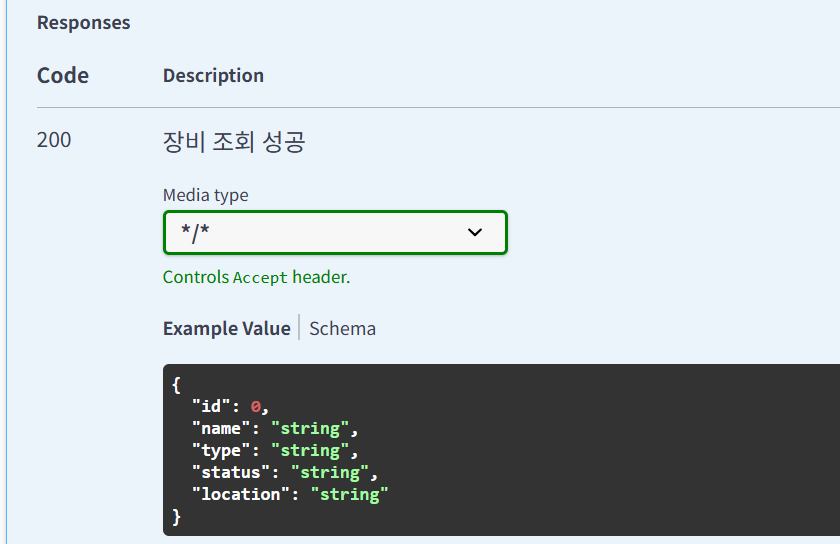 Responses
Code Description
200 장비 조회 성공
Media type
*/*
Controls Accept header.
Example Value Schema
{
  "id": 0,
  "name": "string",
  "type": "string",
  "status": "string",
  "location": "string"
}